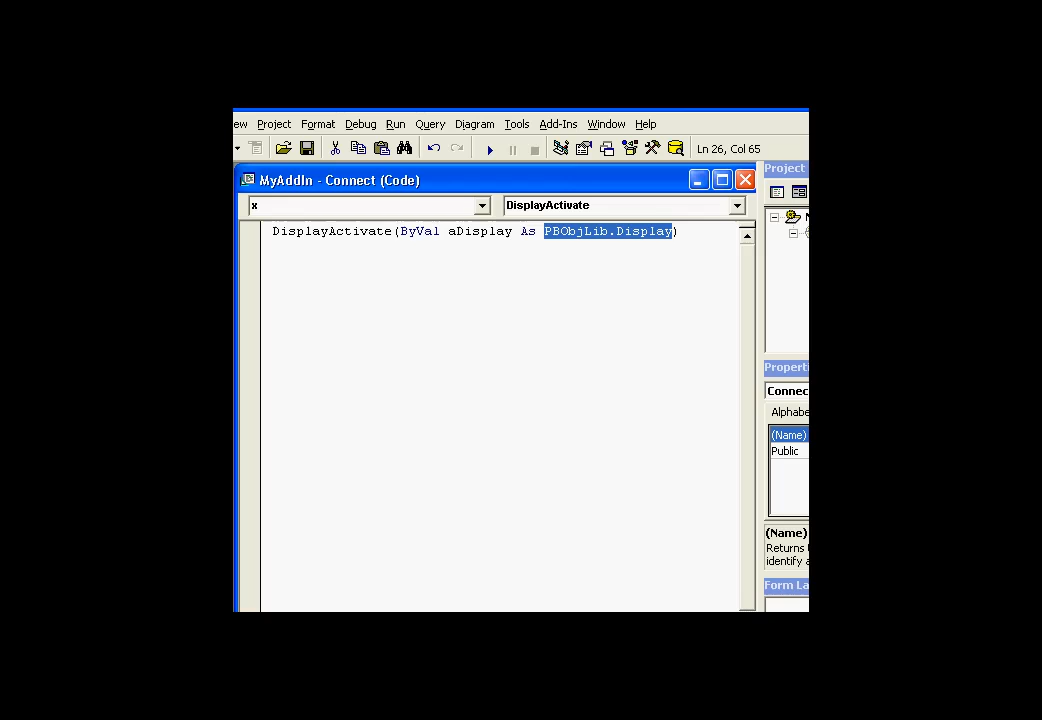 ew Project Format Debug Run Query Diagram Tools Add-Ins Window Help
Ln 26, Col 65
Project
MyAddIn - Connect (Code)
x DisplayActivate
DisplayActivate(ByVal aDisplay As PBObjLib.Display)
Propert
Connec
Alphabe
(Name)
Public
(Name)
Returns
identify a
Form La